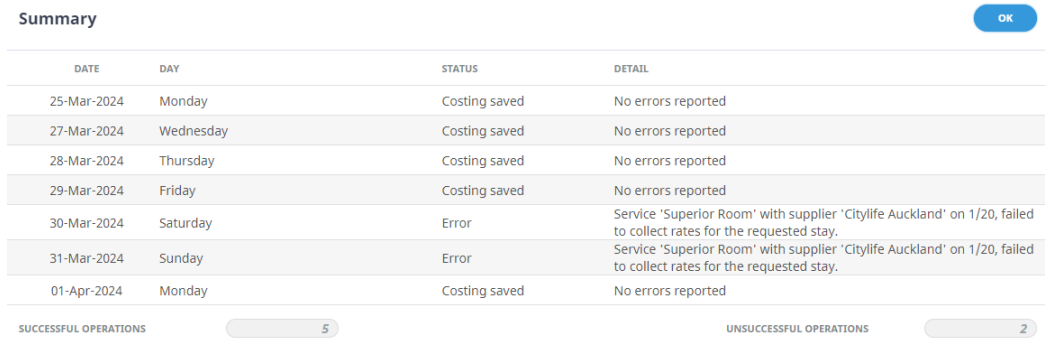 Summary
OK
DATE DAY STATUS DETAIL
25-Mar-2024 Monday Costing saved No errors reported
27-Mar-2024 Wednesday Costing saved No errors reported
28-Mar-2024 Thursday Costing saved No errors reported
29-Mar-2024 Friday Costing saved No errors reported
30-Mar-2024 Saturday Error Service 'Superior Room' with supplier 'Citylife Auckland' on 1/20, failed
to collect rates for the requested stay.
31-Mar-2024 Sunday Error Service 'Superior Room' with supplier 'Citylife Auckland' on 1/20, failed
to collect rates for the requested stay.
01-Apr-2024 Monday Costing saved No errors reported
SUCCESSFUL OPERATIONS 5 UNSUCCESSFUL OPERATIONS 2